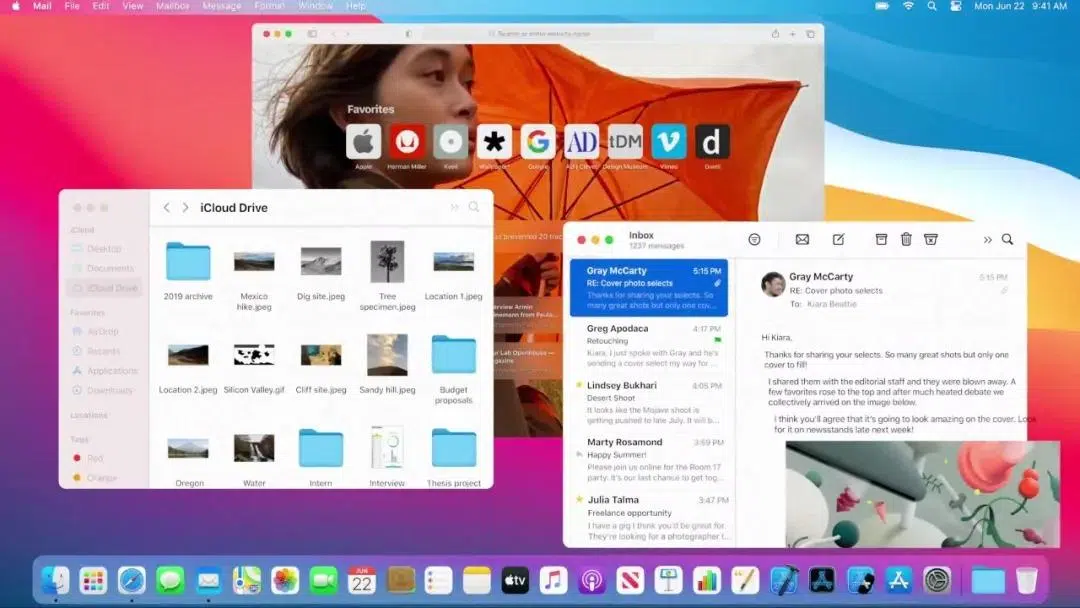 Mail File Edit View Mailbox Message Format Window Help
Mon Jun 22 9:41 AM
Search or enter website name
Favorites
Apple
Herman Miller
Google
Design Museum
Vimeo
AD
tDM
d
iCloud Drive
iCloud
Desktop
Documents
iCloud Drive
Favorites
AirDrop
Recents
Applications
Downloads
Locations
Tags
Red
Orange
2019 archive
Mexico
hike.jpeg
Dig site.jpeg
Tree
specimen.jpeg
Location 1.jpeg
Location 2.jpeg
Silicon Valley.gif
Cliff site.jpeg
Sandy hill.jpeg
Budget
proposals
Oregon
Water
Intern
Interview
Thesis project
Inbox
1237 messages
Gray McCarty 5:15 PM
RE: Cover photo selects
Thanks for sharing your selects. So
many great shots but only one cov...
Greg Apodaca 4:17 PM
Retouching
Kiara, I just spoke with Gray and he's
sending a cover select my way for ...
Lindsey Bukhari 4:05 PM
Desert Shoot
It looks like the Mojave shoot is
getting pushed to late July. It will b...
Marty Rosamond 3:59 PM
Happy Summer!
Please join us online for the Room 17
party. It's our last chance to get tog...
Julia Talma 3:47 PM
Freelance opportunity
I have a gig I think you'd be great for.
They're looking for a photographer t...
Gray McCarty 5:15 PM
RE: Cover photo selects
To: Kiara Beattie
Hi Kiara,
Thanks for sharing your selects. So many great shots but only one
cover to fill!
I shared them with the editorial staff and they were blown away. A
few favorites rose to the top and after much heated debate we
collectively arrived on the image below.
I think you'll agree that it's going to look amazing on the cover. Look
for it on newsstands late next week!
JUN
22
tv